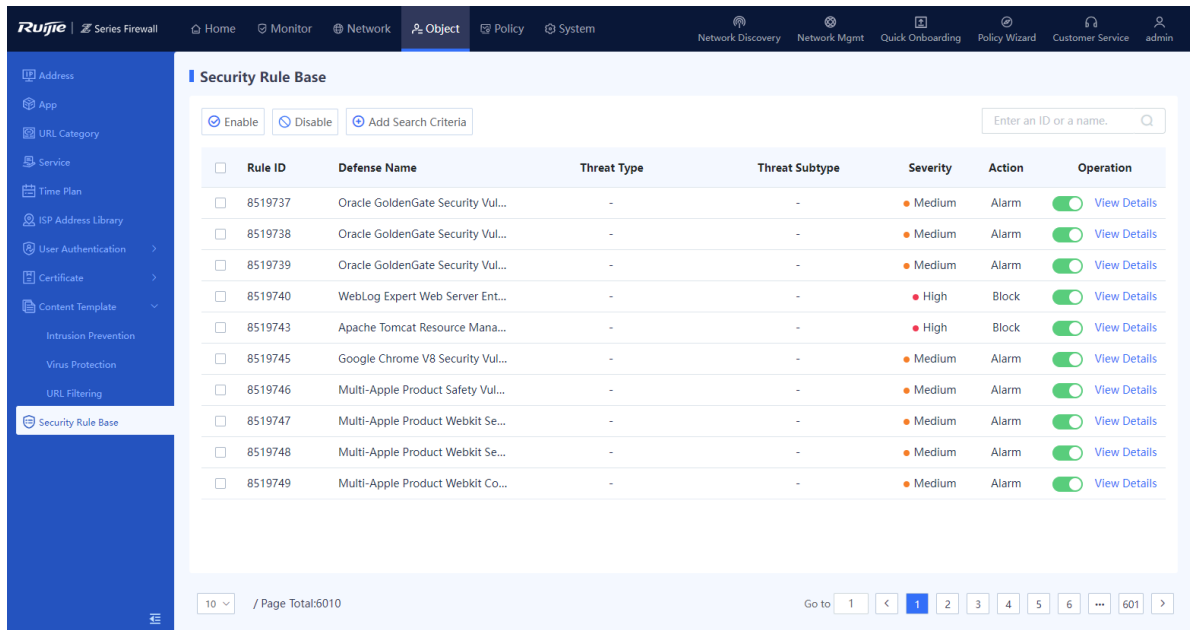 Ruijie | Z Series Firewall Home Monitor Network Object Policy System Network Discovery Network Mgmt Quick Onboarding Policy Wizard Customer Service admin
Address
App
URL Category
Service
Time Plan
ISP Address Library
User Authentication
Certificate
Content Template
Intrusion Prevention
Virus Protection
URL Filtering
Security Rule Base
Security Rule Base
Enable Disable Add Search Criteria Enter an ID or a name.
Rule ID Defense Name Threat Type Threat Subtype Severity Action Operation
8519737 Oracle GoldenGate Security Vul... - - Medium Alarm View Details
8519738 Oracle GoldenGate Security Vul... - - Medium Alarm View Details
8519739 Oracle GoldenGate Security Vul... - - Medium Alarm View Details
8519740 WebLog Expert Web Server Ent... - - High Block View Details
8519743 Apache Tomcat Resource Mana... - - High Block View Details
8519745 Google Chrome V8 Security Vul... - - Medium Alarm View Details
8519746 Multi-Apple Product Safety Vul... - - Medium Alarm View Details
8519747 Multi-Apple Product Webkit Se... - - Medium Alarm View Details
8519748 Multi-Apple Product Webkit Se... - - Medium Alarm View Details
8519749 Multi-Apple Product Webkit Co... - - Medium Alarm View Details
10 / Page Total:6010 Go to 1 < 1 2 3 4 5 6 ··· 601 >